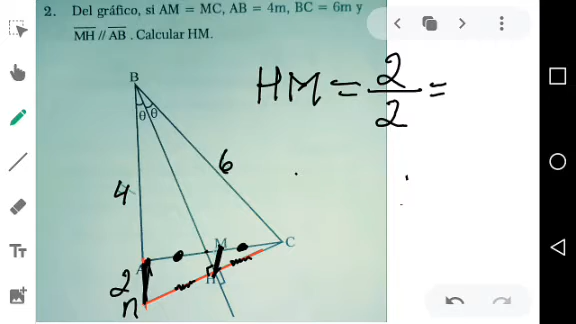 2. Del gráfico, si AM = MC, AB = 4m, BC = 6m y
MH // AB . Calcular HM.
HM = 2/2 =
B
θ θ
6
4
M
C
A
H
2
n
Tт